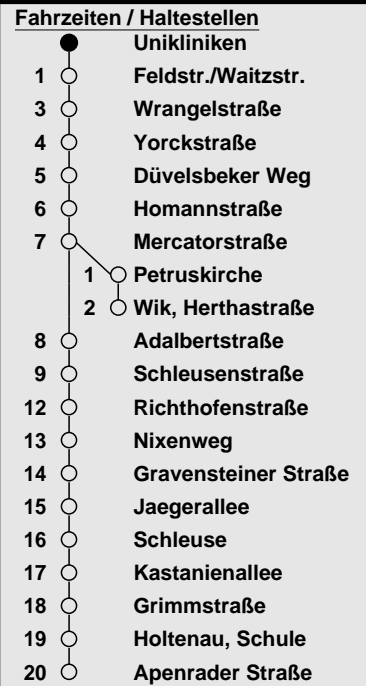 Fahrzeiten / Haltestellen
Unikliniken
1 Feldstr./Waitzstr.
3 Wrangelstraße
4 Yorckstraße
5 Düvelsbeker Weg
6 Homannstraße
7 Mercatorstraße
1 Petruskirche
2 Wik, Herthastraße
8 Adalbertstraße
9 Schleusenstraße
12 Richthofenstraße
13 Nixenweg
14 Gravensteiner Straße
15 Jaegerallee
16 Schleuse
17 Kastanienallee
18 Grimmstraße
19 Holtenau, Schule
20 Apenrader Straße